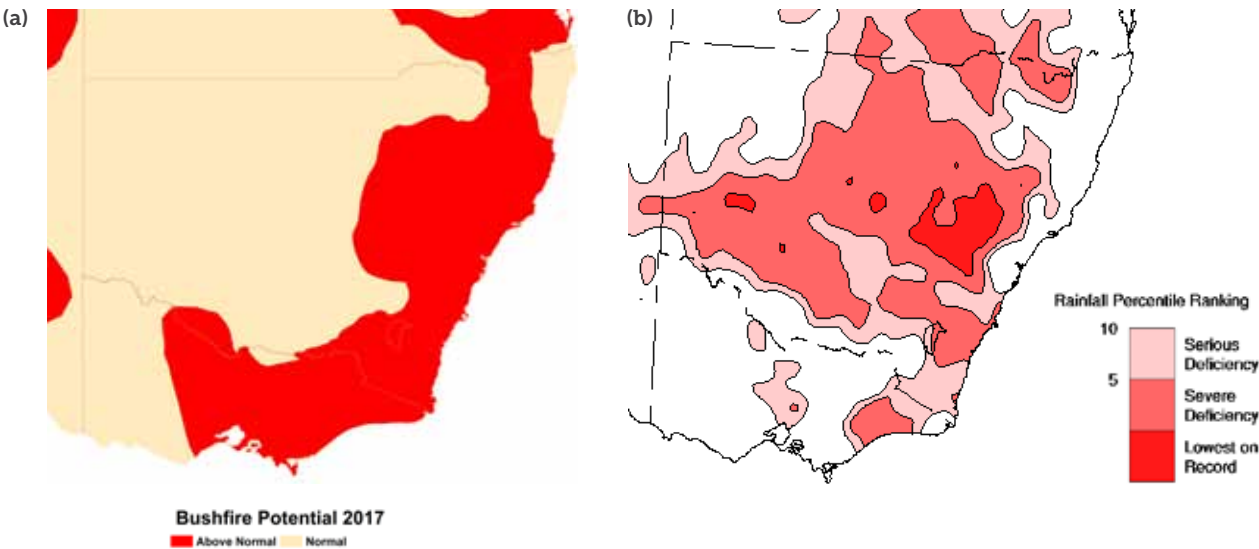 (a)
Bushfire Potential 2017
Above Normal Normal
(b)
Rainfall Percentile Ranking
10
Serious
Deficiency
5
Severe
Deficiency
Lowest on
Record